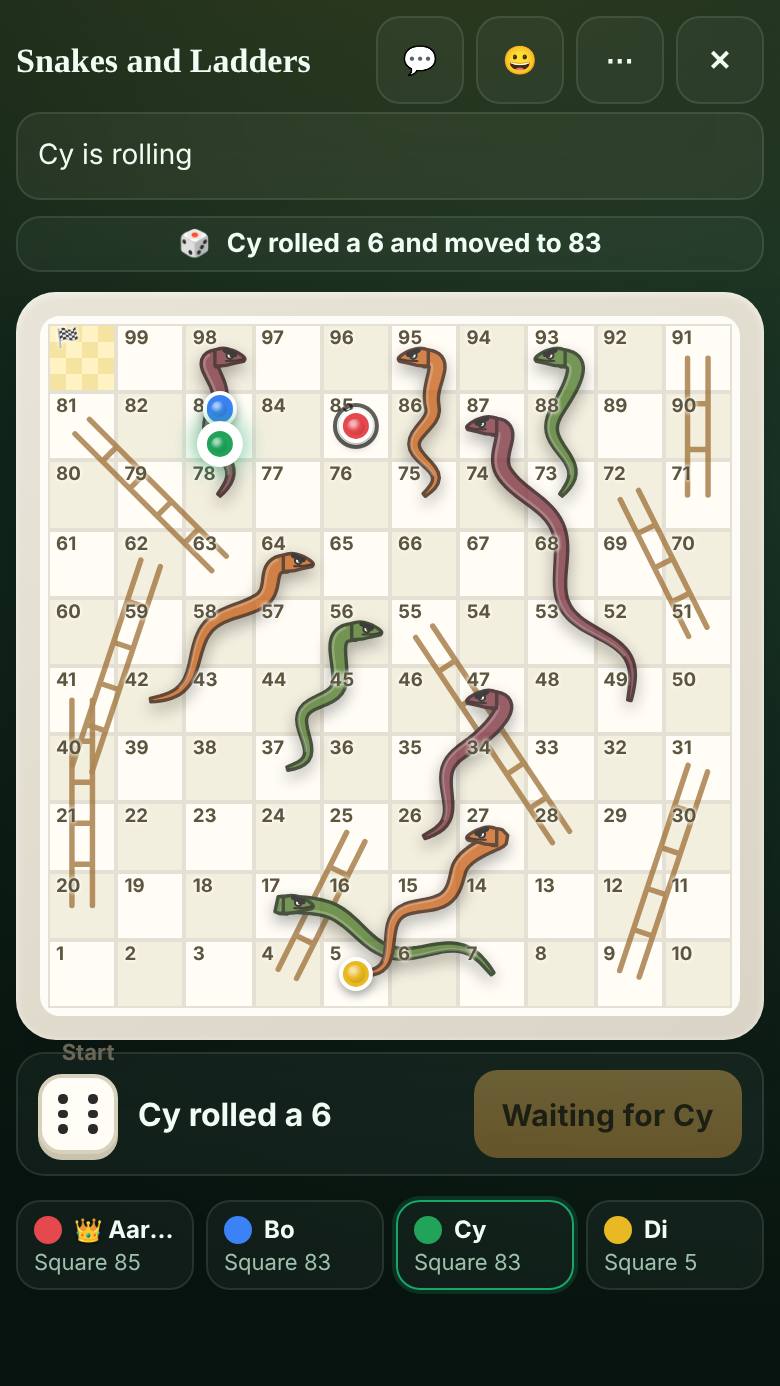 Snakes and Ladders
Cy is rolling
Cy rolled a 6 and moved to 83
99 98 97 96 95 94 93 92 91
81 82 84 85 86 87 88 89 90
80 79 78 77 76 75 74 73 72 71
61 62 63 64 65 66 67 68 69 70
60 59 58 57 56 55 54 53 52 51
41 42 43 44 45 46 47 48 49 50
40 39 38 37 36 35 34 33 32 31
21 22 23 24 25 26 27 28 29 30
20 19 18 17 16 15 14 13 12 11
1 2 3 4 5 6 7 8 9 10
Start
Cy rolled a 6
Waiting for Cy
Aar... Bo Cy Di
Square 85 Square 83 Square 83 Square 5